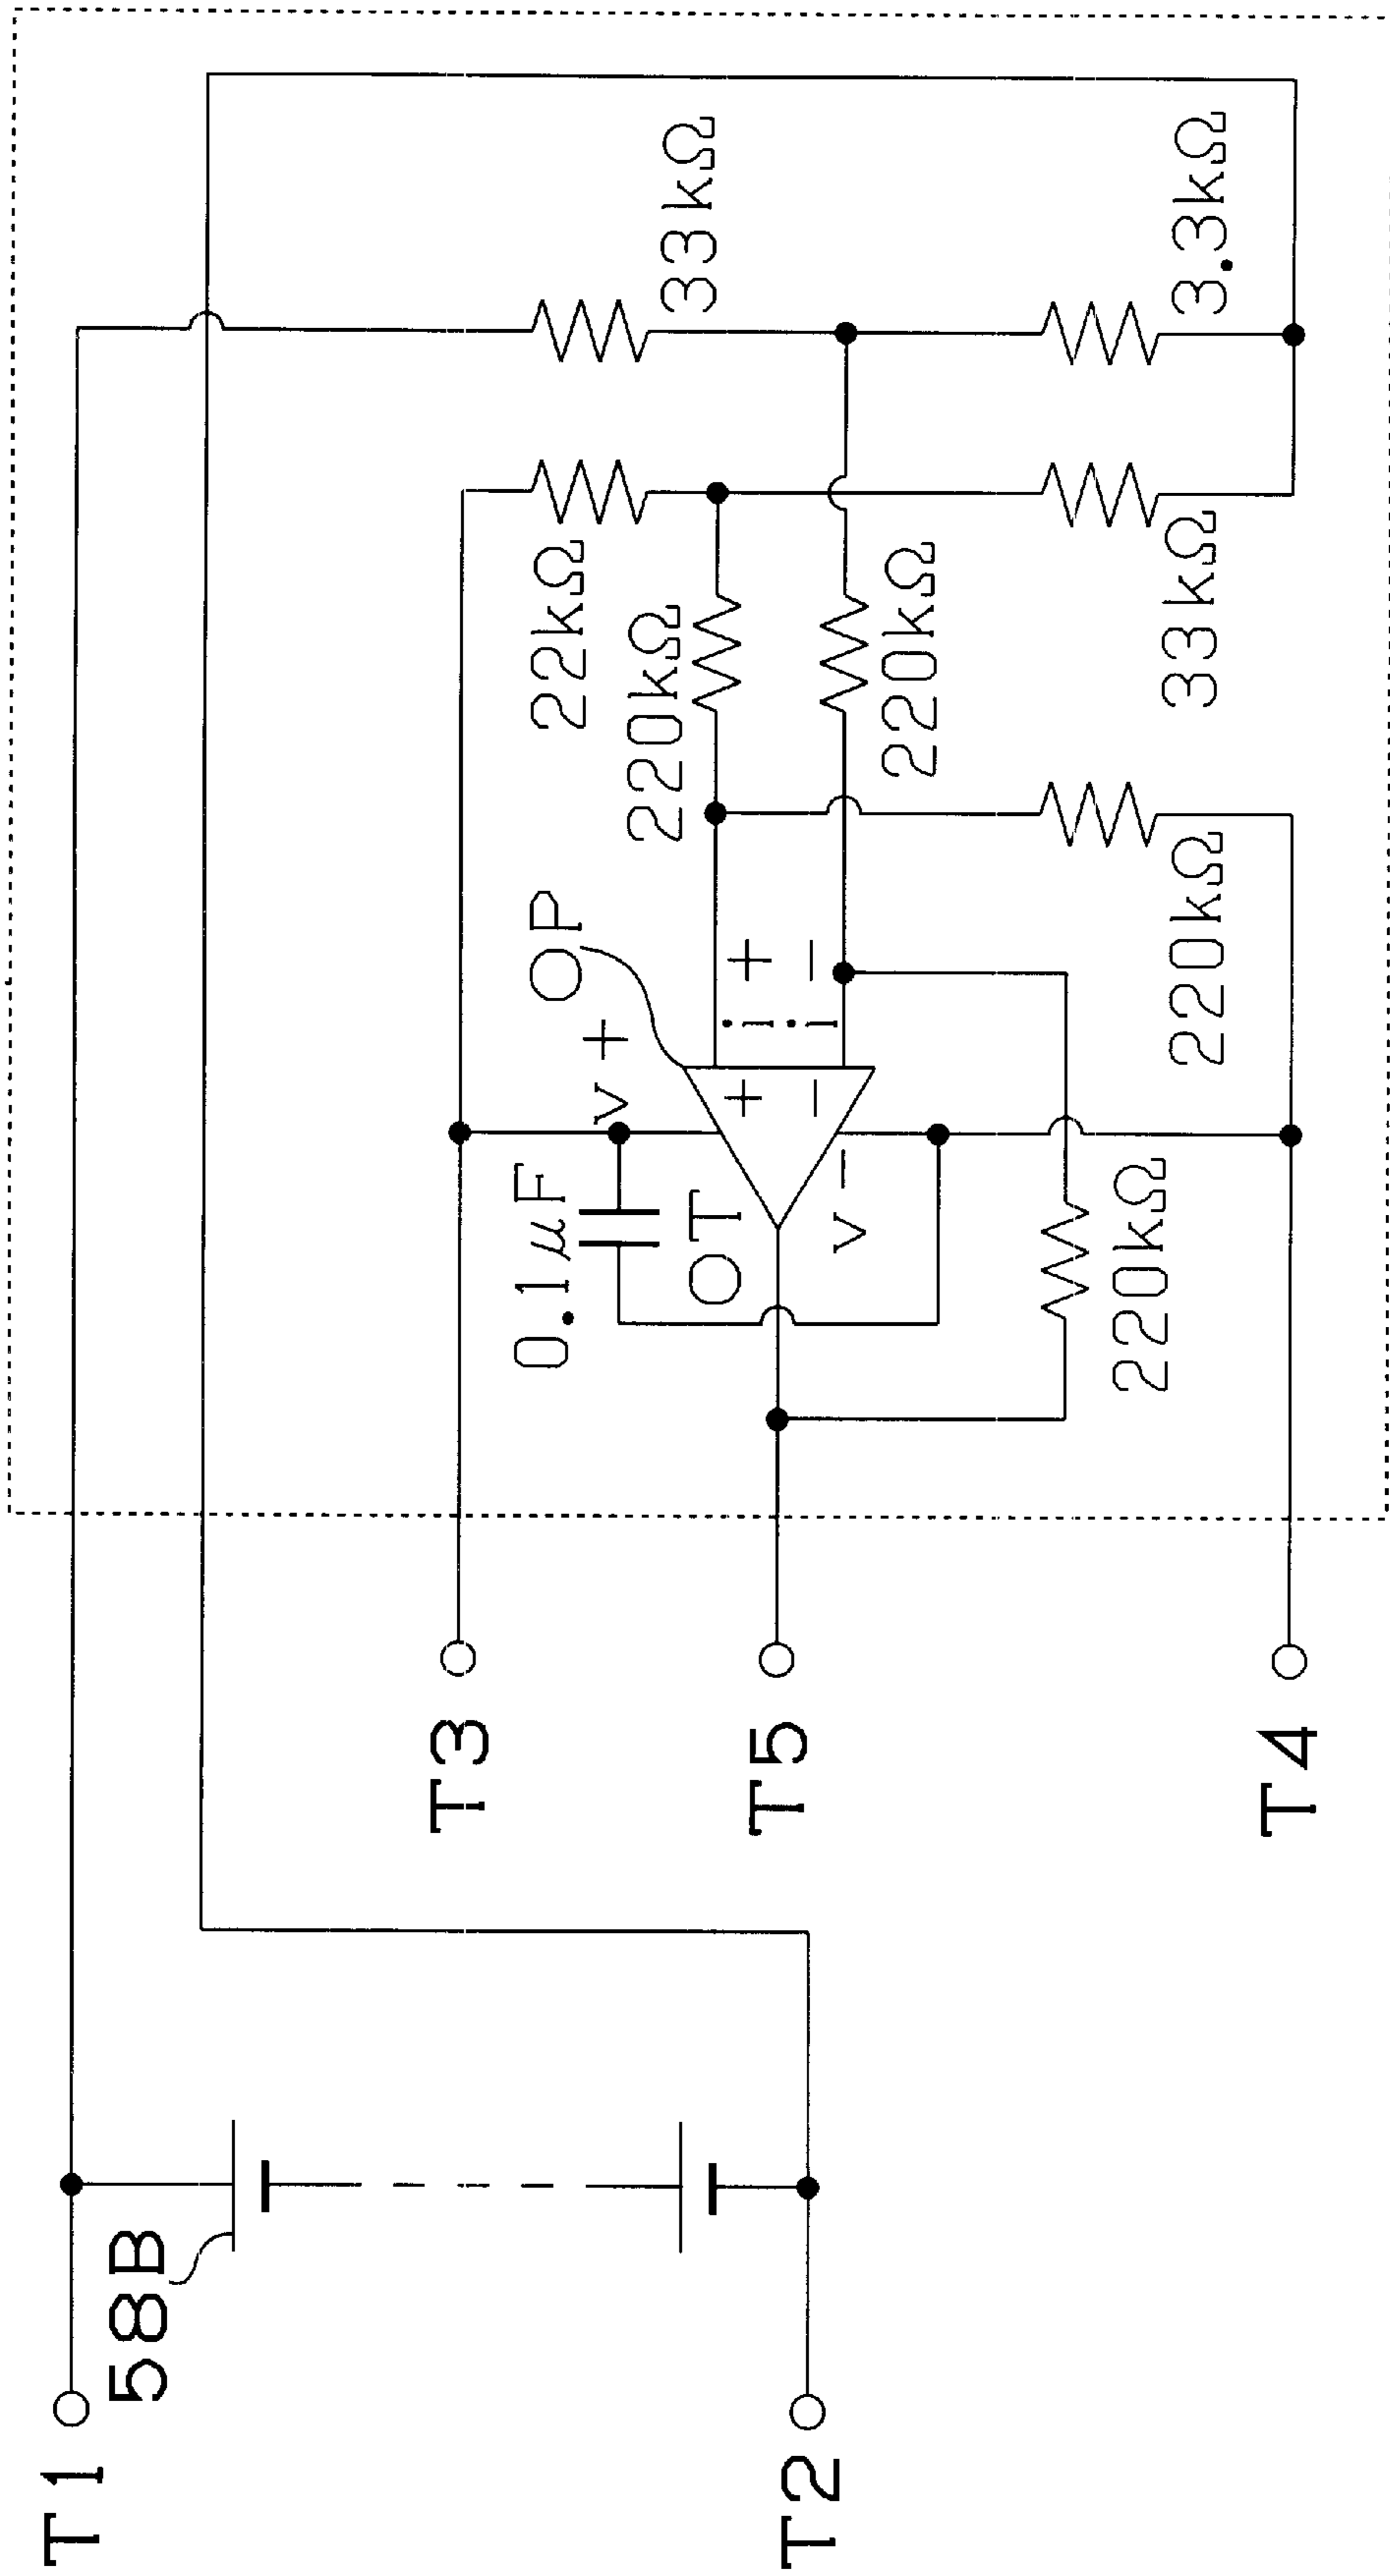 T1
58B
T2
T3
T5
T4
0.1μF
OT
v+
v-
OP
+
-
i+
i-
220kΩ
220kΩ
22kΩ
220kΩ
220kΩ
33kΩ
33kΩ
3.3kΩ